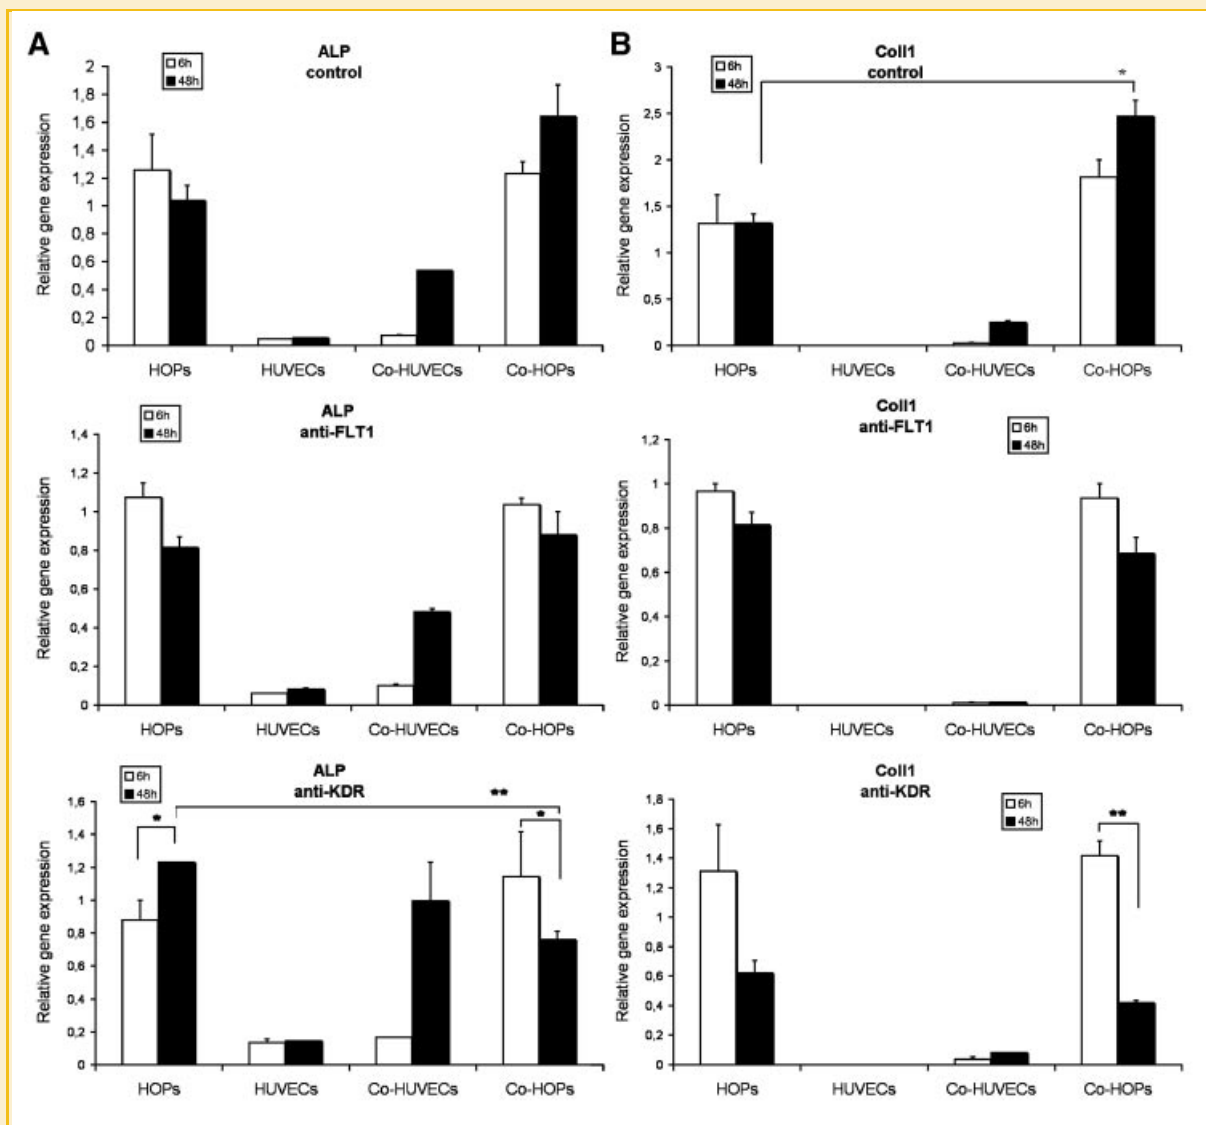 A
ALP
control
6h
48h
Relative gene expression
2
1,8
1,6
1,4
1,2
1
0,8
0,6
0,4
0,2
0
HOPs HUVECs Co-HUVECs Co-HOPs
B
Coll1
control
6h
48h
*
Relative gene expression
3
2,5
2
1,5
1
0,5
0
HOPs HUVECs Co-HUVECs Co-HOPs
ALP
anti-FLT1
6h
48h
Relative gene expression
1,4
1,2
1
0,8
0,6
0,4
0,2
0
HOPs HUVECs Co-HUVECs Co-HOPs
Coll1
anti-FLT1
6h
48h
Relative gene expression
1,2
1
0,8
0,6
0,4
0,2
0
HOPs HUVECs Co-HUVECs Co-HOPs
ALP
anti-KDR
6h
48h
**
*
*
Relative gene expression
1,6
1,4
1,2
1
0,8
0,6
0,4
0,2
0
HOPs HUVECs Co-HUVECs Co-HOPs
Coll1
anti-KDR
6h
48h
**
Relative gene expression
1,8
1,6
1,4
1,2
1
0,8
0,6
0,4
0,2
0
HOPs HUVECs Co-HUVECs Co-HOPs